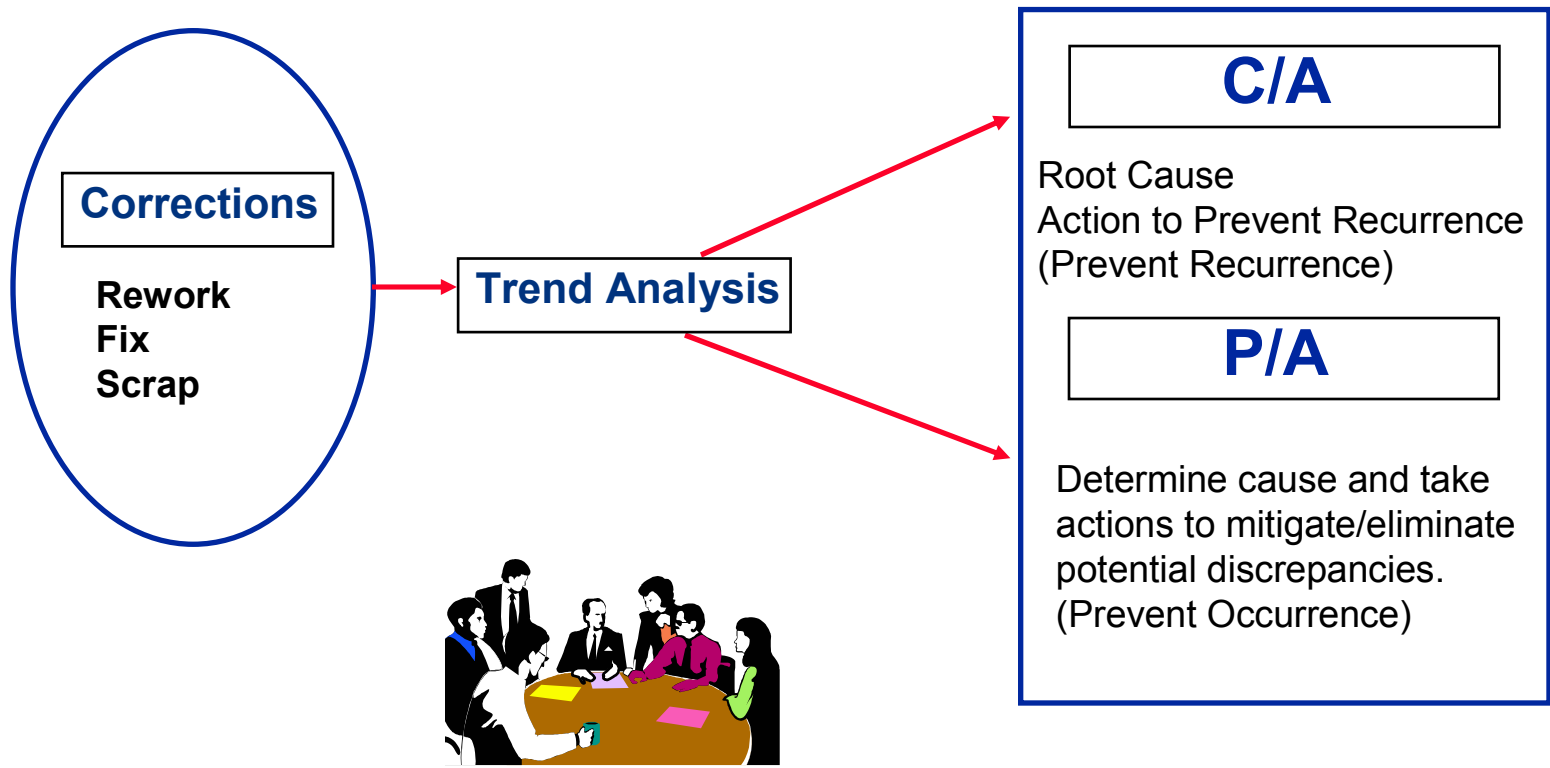 Corrections
Rework
Fix
Scrap
Trend Analysis
C/A
Root Cause
Action to Prevent Recurrence
(Prevent Recurrence)
P/A
Determine cause and take
actions to mitigate/eliminate
potential discrepancies.
(Prevent Occurrence)